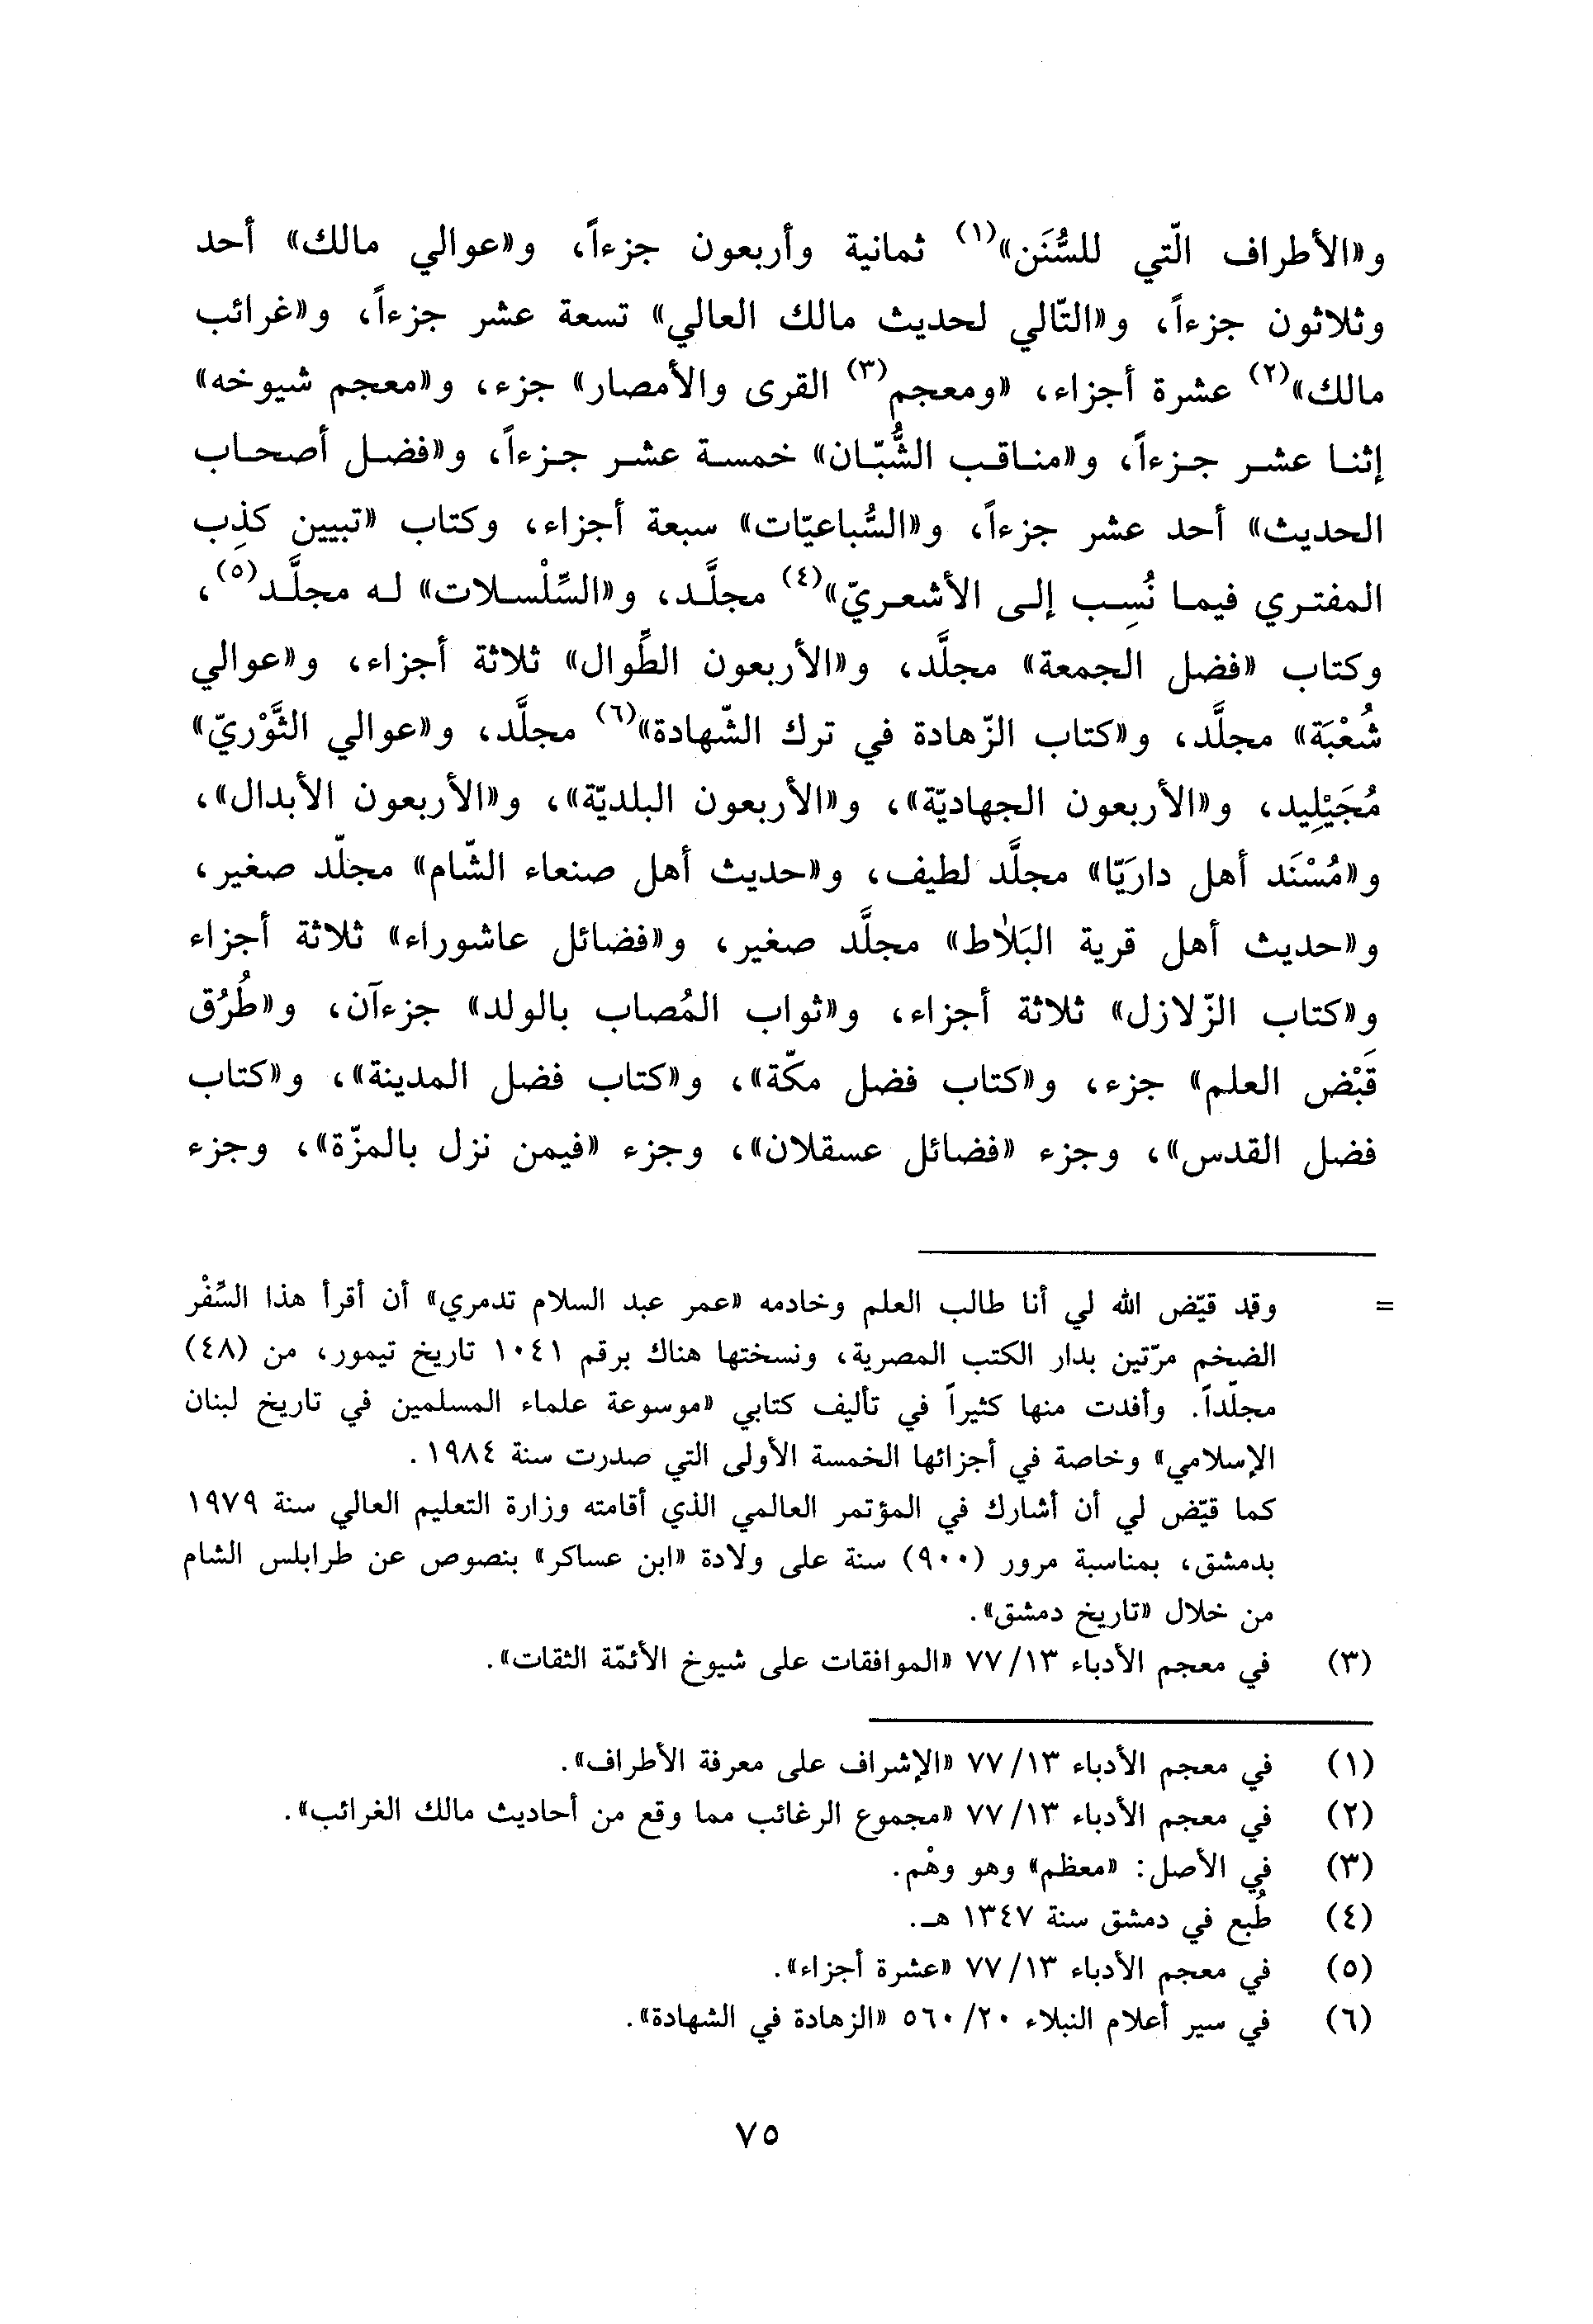 و«الأطراف الّتي للسُّنَن»(١) ثمانية وأربعون جزءاً، و«عوالي مالك» أحد
وثلاثون جزءاً، و«التّالي لحديث مالك العالي» تسعة عشر جزءاً، و«غرائب
مالك»(٢) عشرة أجزاء، «ومعجم(٣) القرى والأمصار» جزء، و«معجم شيوخه»
إثنا عشر جزءاً، و«مناقب الشُّبّان» خمسة عشر جزءاً، و«فضل أصحاب
الحديث» أحد عشر جزءاً، و«السُّباعيّات» سبعة أجزاء، وكتاب «تبيين كذِب
المفتري فيما نُسِب إلى الأشعريّ»(٤) مجلَّد، و«السِّلْسلات» له مجلَّد(٥)،
وكتاب «فضل الجمعة» مجلَّد، و«الأربعون الطِّوال» ثلاثة أجزاء، و«عوالي
شُعْبَة» مجلَّد، و«كتاب الزّهادة في ترك الشّهادة»(٦) مجلَّد، و«عوالي الثَّوْريّ»
مُجَيْلِيد، و«الأربعون الجهاديّة»، و«الأربعون البلديّة»، و«الأربعون الأبدال»،
و«مُسْنَد أهل دارَيّا» مجلَّد لطيف، و«حديث أهل صنعاء الشّام» مجلّد صغير،
و«حديث أهل قرية البَلاط» مجلَّد صغير، و«فضائل عاشوراء» ثلاثة أجزاء
و«كتاب الزّلازل» ثلاثة أجزاء، و«ثواب المُصاب بالولد» جزءآن، و«طُرُق
قَبْض العلم» جزء، و«كتاب فضل مكّة»، و«كتاب فضل المدينة»، و«كتاب
فضل القدس»، وجزء «فضائل عسقلان»، وجزء «فيمن نزل بالمزّة»، وجزء
= وقد قيّض الله لي أنا طالب العلم وخادمه «عمر عبد السلام تدمري» أن أقرأ هذا السِّفْر
الضخم مرّتين بدار الكتب المصرية، ونسختها هناك برقم ١٠٤١ تاريخ تيمور، من (٤٨)
مجلّداً. وأفدت منها كثيراً في تأليف كتابي «موسوعة علماء المسلمين في تاريخ لبنان
الإسلامي» وخاصة في أجزائها الخمسة الأولى التي صدرت سنة ١٩٨٤.
كما قيّض لي أن أشارك في المؤتمر العالمي الذي أقامته وزارة التعليم العالي سنة ١٩٧٩
بدمشق، بمناسبة مرور (٩٠٠) سنة على ولادة «ابن عساكر» بنصوص عن طرابلس الشام
من خلال «تاريخ دمشق».
(٣) في معجم الأدباء ٧٧/١٣ «الموافقات على شيوخ الأئمّة الثقات».
(١) في معجم الأدباء ٧٧/١٣ «الإشراف على معرفة الأطراف».
(٢) في معجم الأدباء ٧٧/١٣ «مجموع الرغائب مما وقع من أحاديث مالك الغرائب».
(٣) في الأصل: «معظم» وهو وهْم.
(٤) طُبع في دمشق سنة ١٣٤٧ هـ.
(٥) في معجم الأدباء ٧٧/١٣ «عشرة أجزاء».
(٦) في سير أعلام النبلاء ٥٦٠/٢٠ «الزهادة في الشهادة».
٧٥